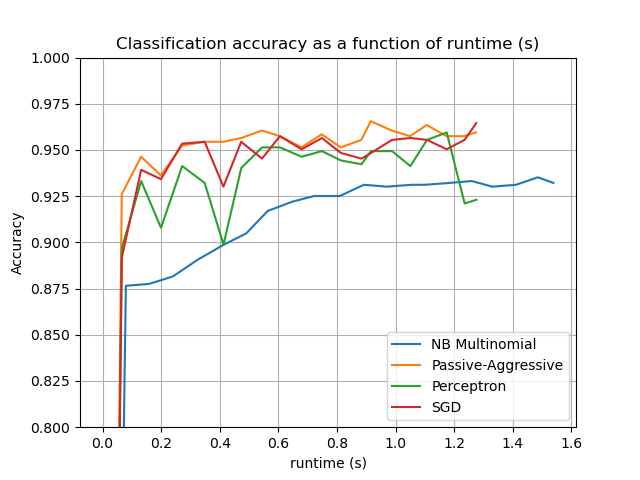 Classification accuracy as a function of runtime (s)
1.000
0.975
0.950
0.925
0.900
0.875
0.850
0.825
0.800
Accuracy
NB Multinomial
Passive-Aggressive
Perceptron
SGD
0.0 0.2 0.4 0.6 0.8 1.0 1.2 1.4 1.6
runtime (s)